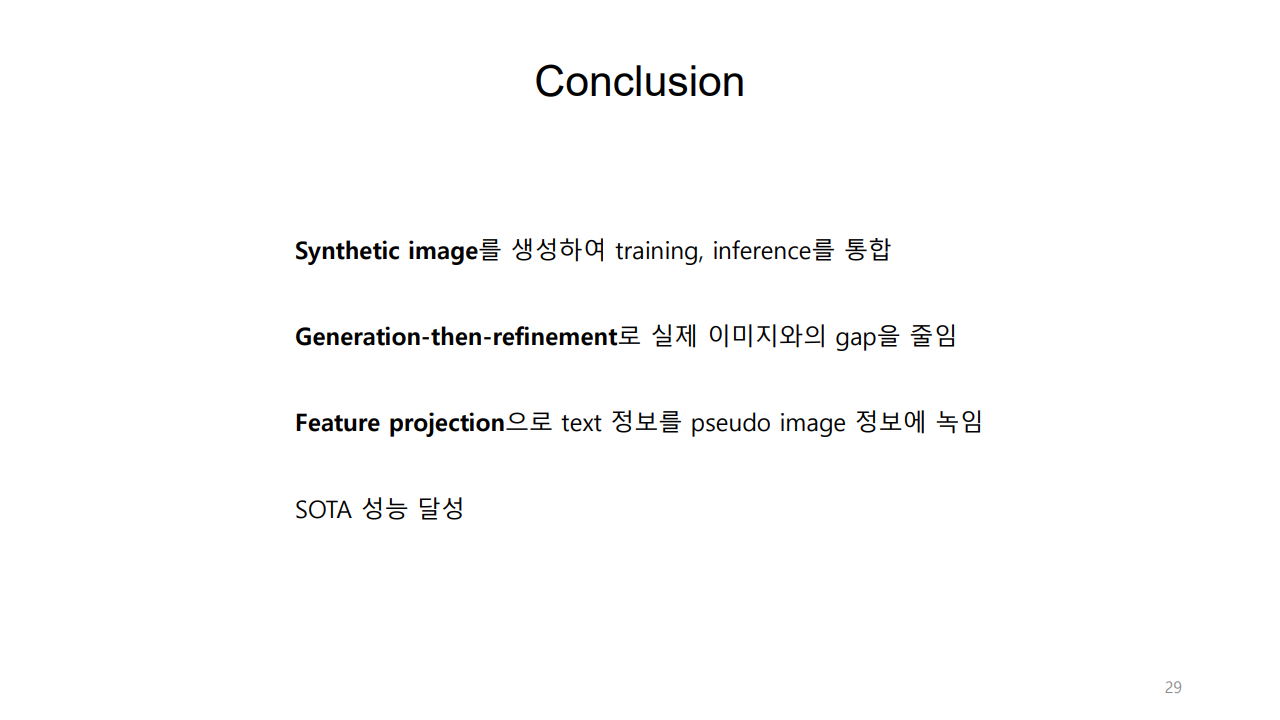 Conclusion
Synthetic image를 생성하여 training, inference를 통합
Generation-then-refinement로 실제 이미지와의 gap을 줄임
Feature projection으로 text 정보를 pseudo image 정보에 녹임
SOTA 성능 달성
29